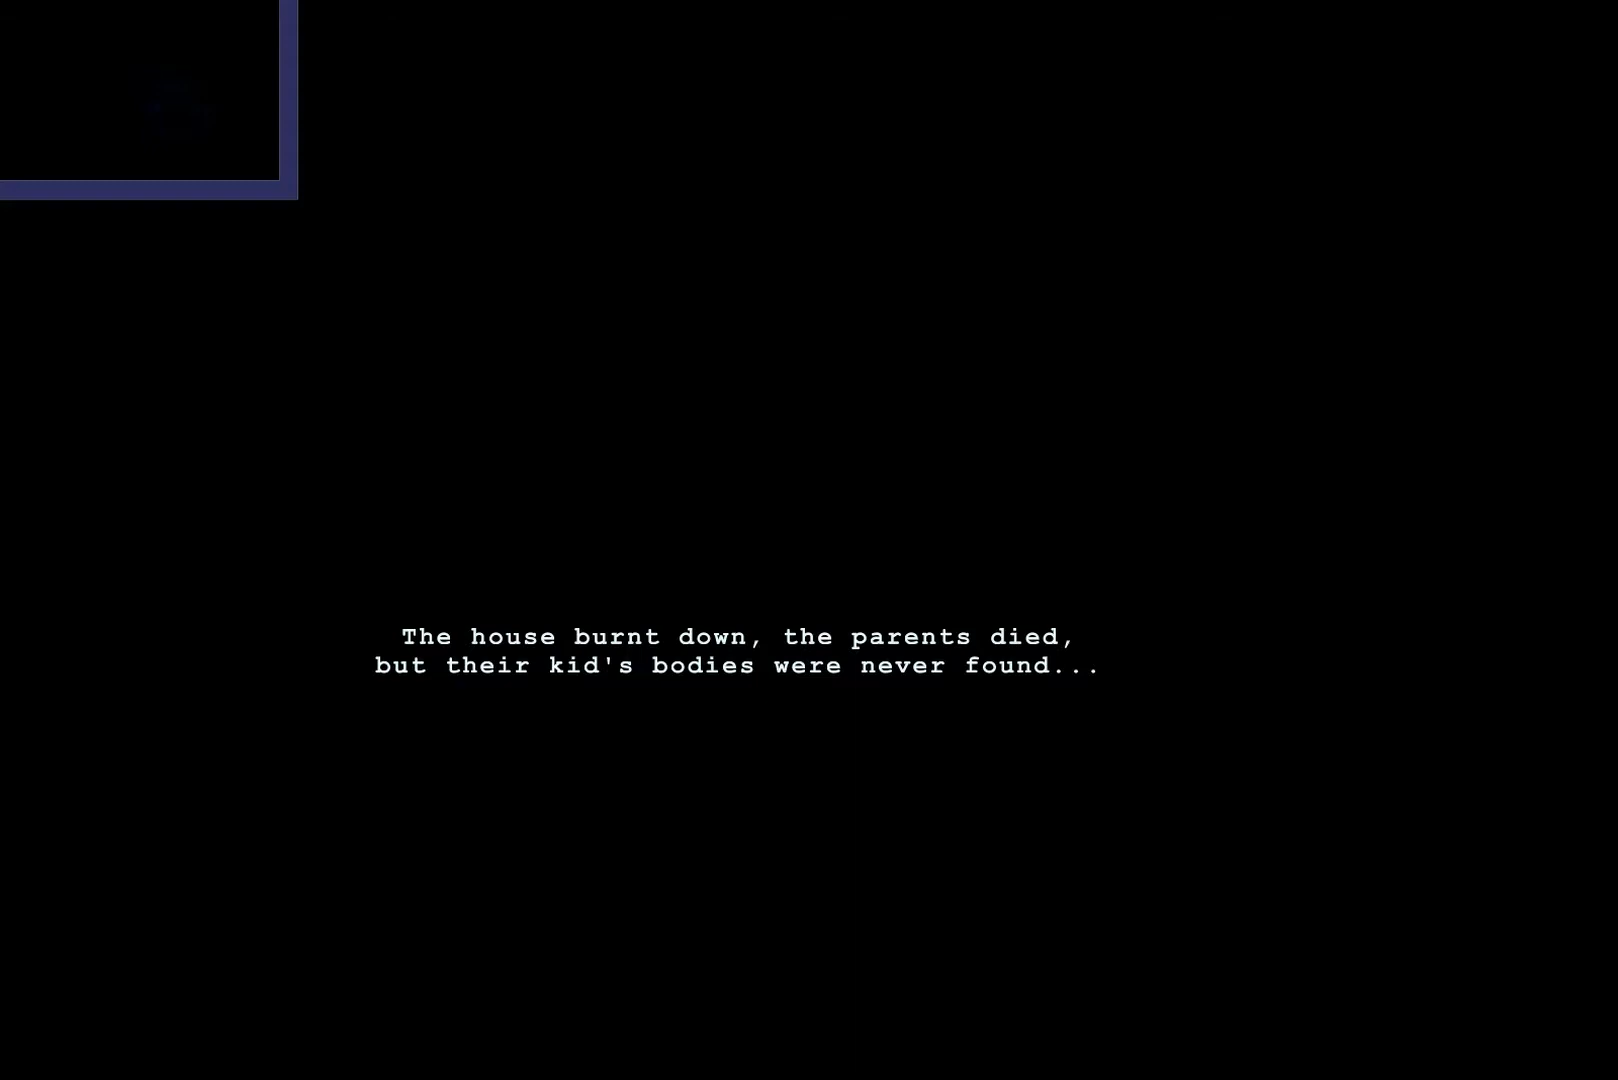 The house burnt down, the parents died,
but their kid's bodies were never found...